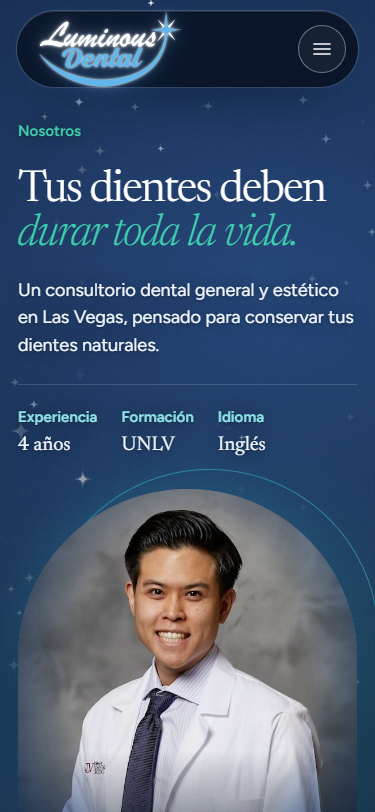 Luminous
Dental
Nosotros
Tus dientes deben
durar toda la vida.
Un consultorio dental general y estético
en Las Vegas, pensado para conservar tus
dientes naturales.
Experiencia Formación Idioma
4 años UNLV Inglés